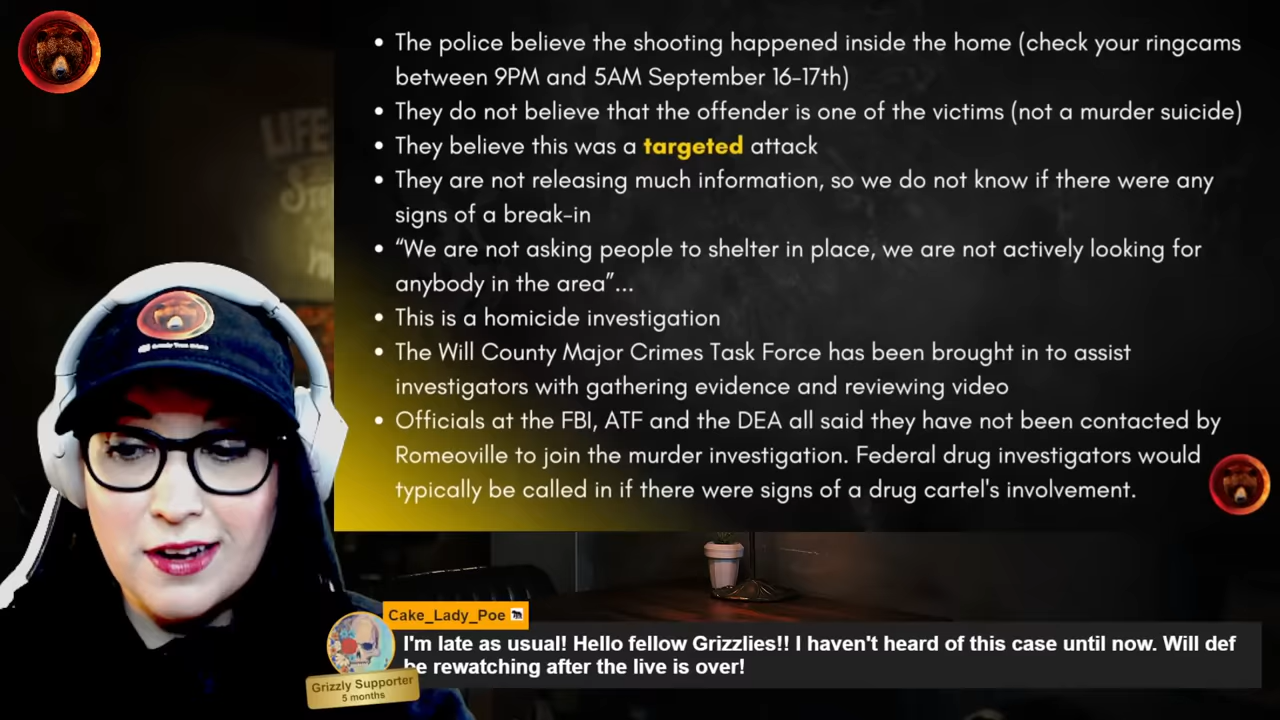 • The police believe the shooting happened inside the home (check your ringcams
between 9PM and 5AM September 16-17th)
• They do not believe that the offender is one of the victims (not a murder suicide)
• They believe this was a targeted attack
• They are not releasing much information, so we do not know if there were any
signs of a break-in
• “We are not asking people to shelter in place, we are not actively looking for
anybody in the area”...
• This is a homicide investigation
• The Will County Major Crimes Task Force has been brought in to assist
investigators with gathering evidence and reviewing video
• Officials at the FBI, ATF and the DEA all said they have not been contacted by
Romeoville to join the murder investigation. Federal drug investigators would
typically be called in if there were signs of a drug cartel's involvement.
LIFE
Cake_Lady_Poe
I'm late as usual! Hello fellow Grizzlies!! I haven't heard of this case until now. Will def
be rewatching after the live is over!
Grizzly Supporter
5 months